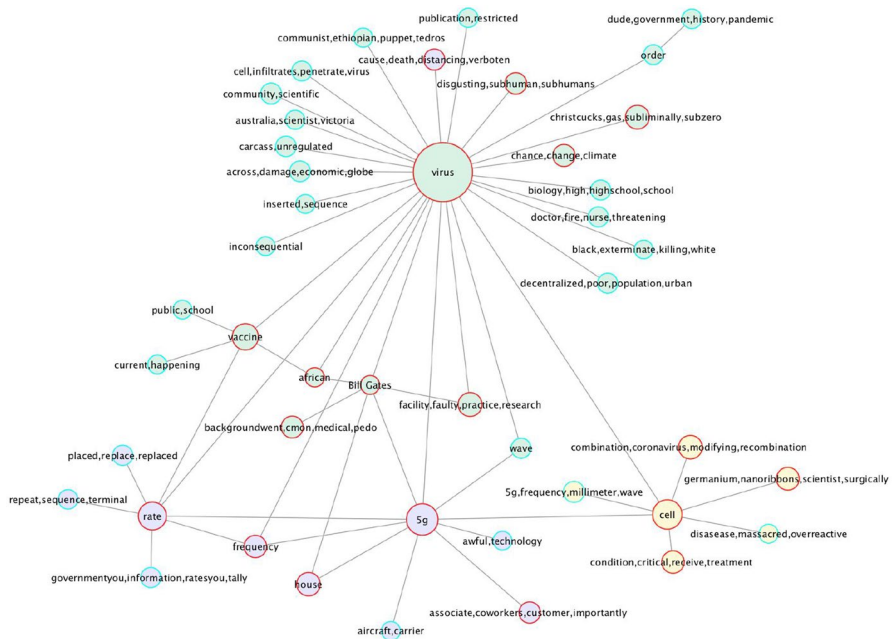 publication,restricted
dude,government,history,pandemic
communist,ethiopian,puppet,tedros
order
cause,death,distancing,verboten
cell,infiltrates,penetrate,virus
disgusting,subhuman,subhumans
community,scientific
christcucks,gas,subliminally,subzero
australia,scientist,victoria
carcass,unregulated
chance,change,climate
across,damage,economic,globe
virus
biology,high,highschool,school
inserted,sequence
doctor,fire,nurse,threatening
inconsequential
black,exterminate,killing,white
decentralized,poor,population,urban
public,school
vaccine
current,happening
african
Bill Gates
facility,faulty,practice,research
backgroundwent,cmon,medical,pedo
wave
combination,coronavirus,modifying,recombination
placed,replace,replaced
germanium,nanoribbons,scientist,surgically
5g,frequency,millimeter,wave
repeat,sequence,terminal
rate
5g
cell
disasease,massacred,overreactive
awful,technology
frequency
condition,critical,receive,treatment
governmentyou,information,ratesyou,tally
house
associate,coworkers,customer,importantly
aircraft,carrier